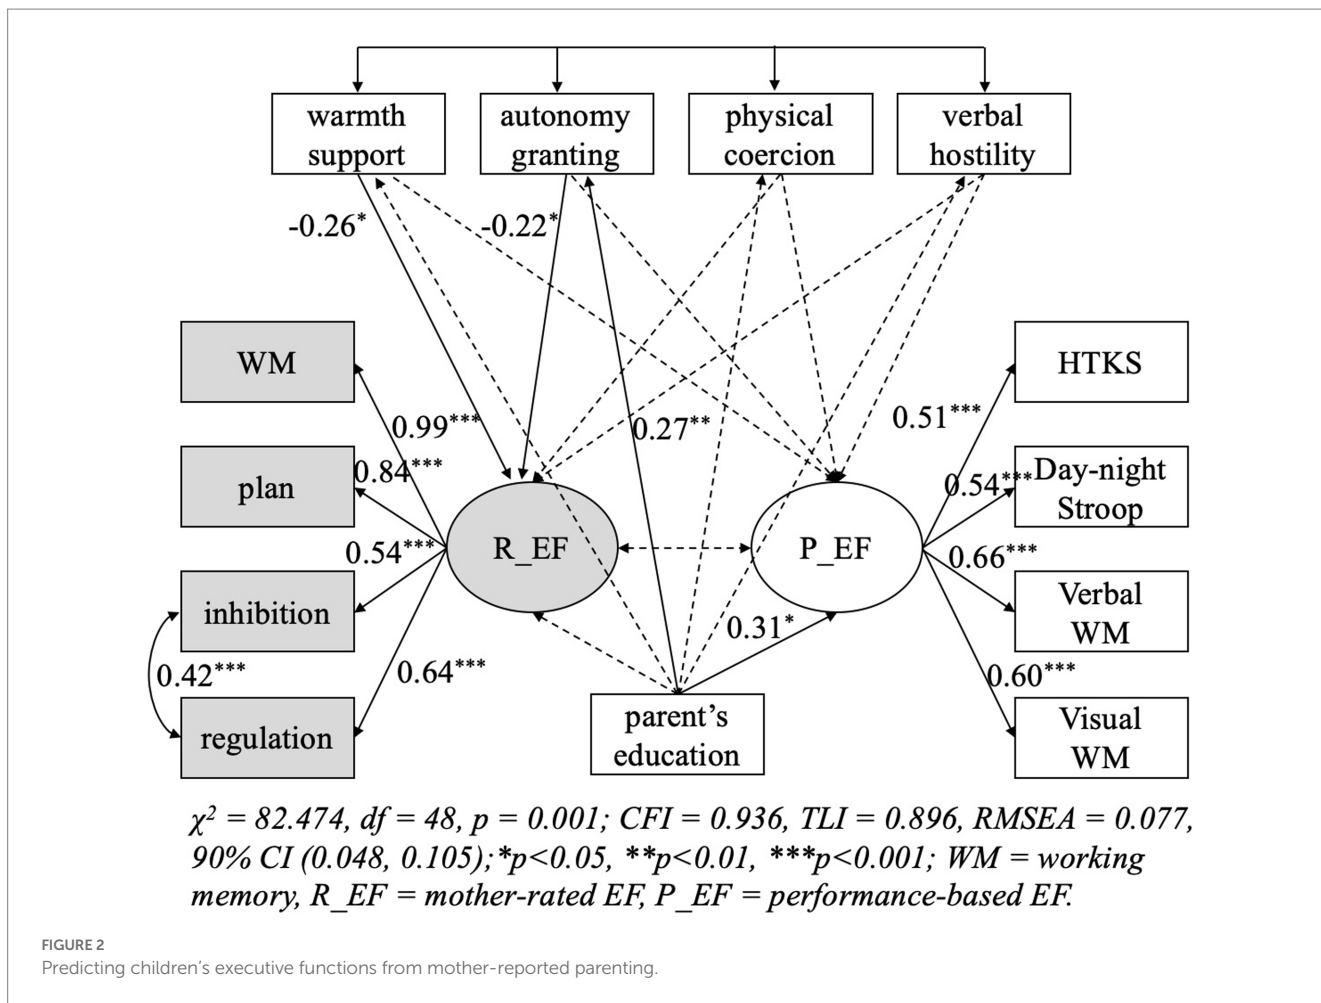 warmth
support
autonomy
granting
physical
coercion
verbal
hostility
-0.26*
-0.22*
WM
HTKS
0.99***
0.27**
0.51***
plan
0.84***
0.54***
Day-night
Stroop
0.54***
R_EF
P_EF
0.66***
inhibition
Verbal
WM
0.31*
0.42***
0.64***
0.60***
regulation
parent's
education
Visual
WM
χ² = 82.474, df = 48, p = 0.001; CFI = 0.936, TLI = 0.896, RMSEA = 0.077,
90% CI (0.048, 0.105);*p<0.05, **p<0.01, ***p<0.001; WM = working
memory, R_EF = mother-rated EF, P_EF = performance-based EF.
FIGURE 2
Predicting children's executive functions from mother-reported parenting.